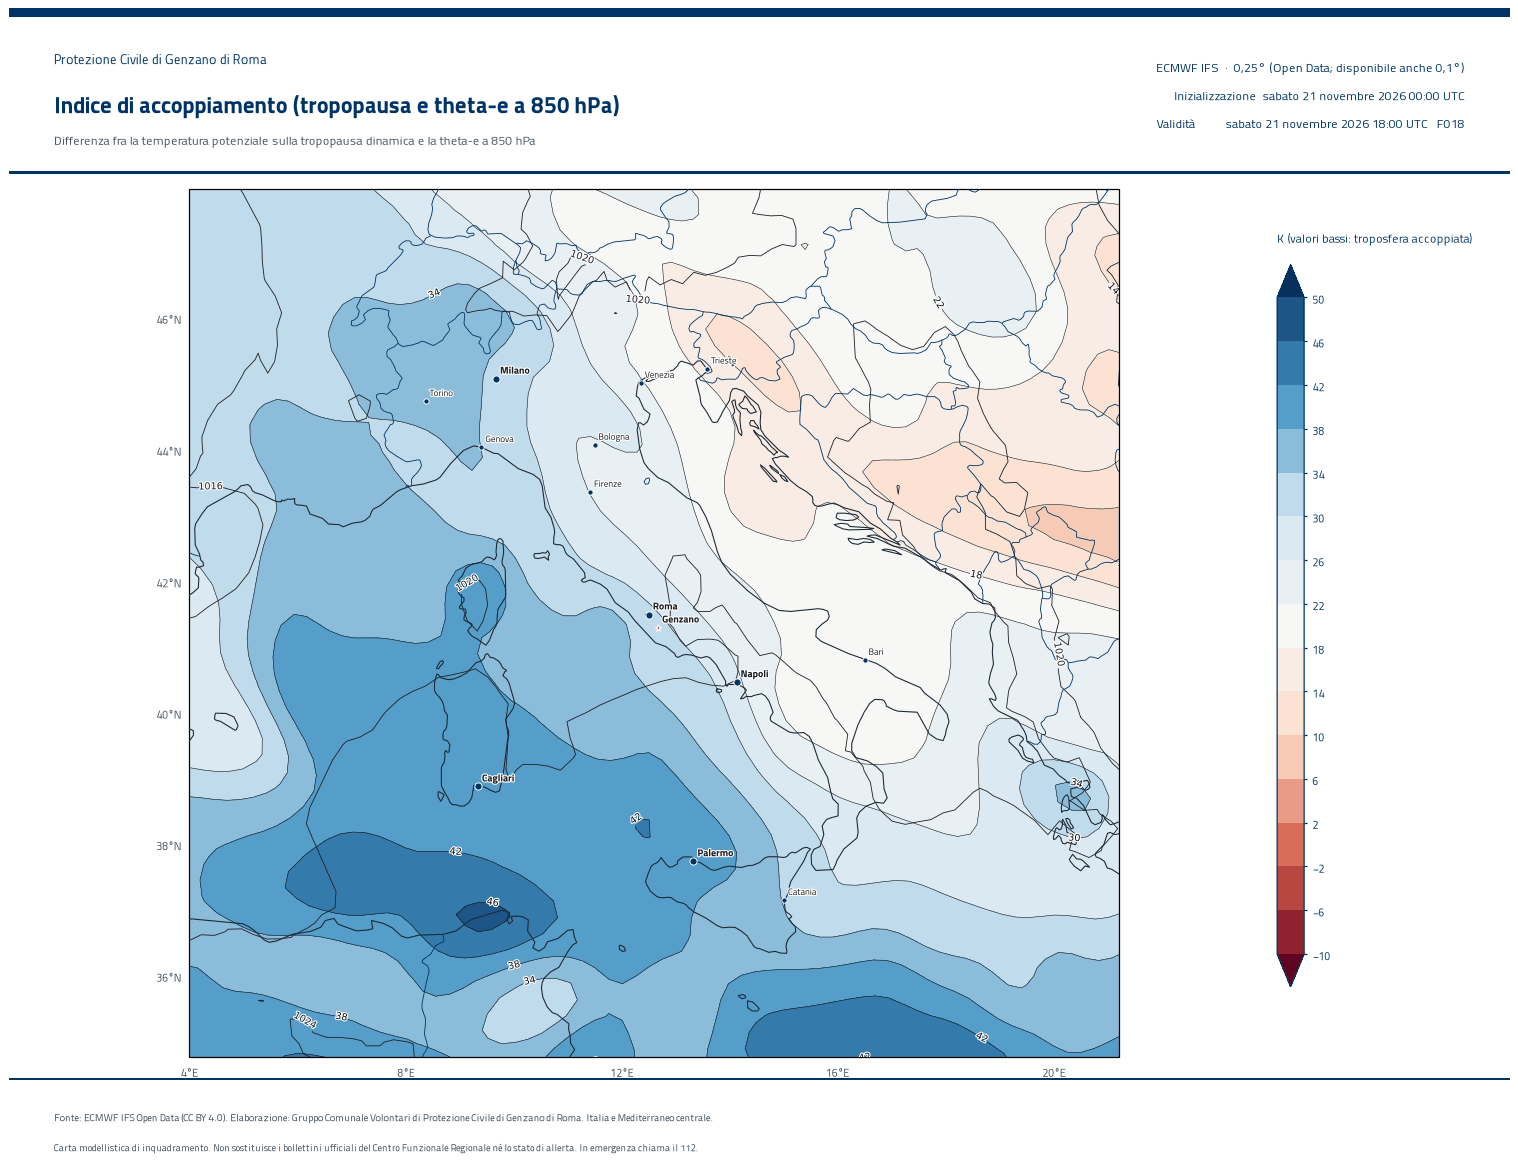 Protezione Civile di Genzano di Roma
Indice di accoppiamento (tropopausa e theta-e a 850 hPa)
Differenza fra la temperatura potenziale sulla tropopausa dinamica e la theta-e a 850 hPa
ECMWF IFS · 0,25° (Open Data; disponibile anche 0,1°)
Inizializzazione sabato 21 novembre 2026 00:00 UTC
Validità sabato 21 novembre 2026 18:00 UTC F018
K (valori bassi: troposfera accoppiata)
50
46
42
38
34
30
26
22
18
14
10
6
2
−2
−6
−10
46°N
44°N
42°N
40°N
38°N
36°N
4°E
8°E
12°E
16°E
20°E
1020
34
1020
22
14
Trieste
Venezia
Milano
Torino
Genova
Bologna
Firenze
1016
1020
18
Roma
Genzano
1020
Bari
Napoli
Cagliari
34
42
30
42
Palermo
46
Catania
38
34
1024
38
42
42
Fonte: ECMWF IFS Open Data (CC BY 4.0). Elaborazione: Gruppo Comunale Volontari di Protezione Civile di Genzano di Roma. Italia e Mediterraneo centrale.
Carta modellistica di inquadramento. Non sostituisce i bollettini ufficiali del Centro Funzionale Regionale né lo stato di allerta. In emergenza chiama il 112.